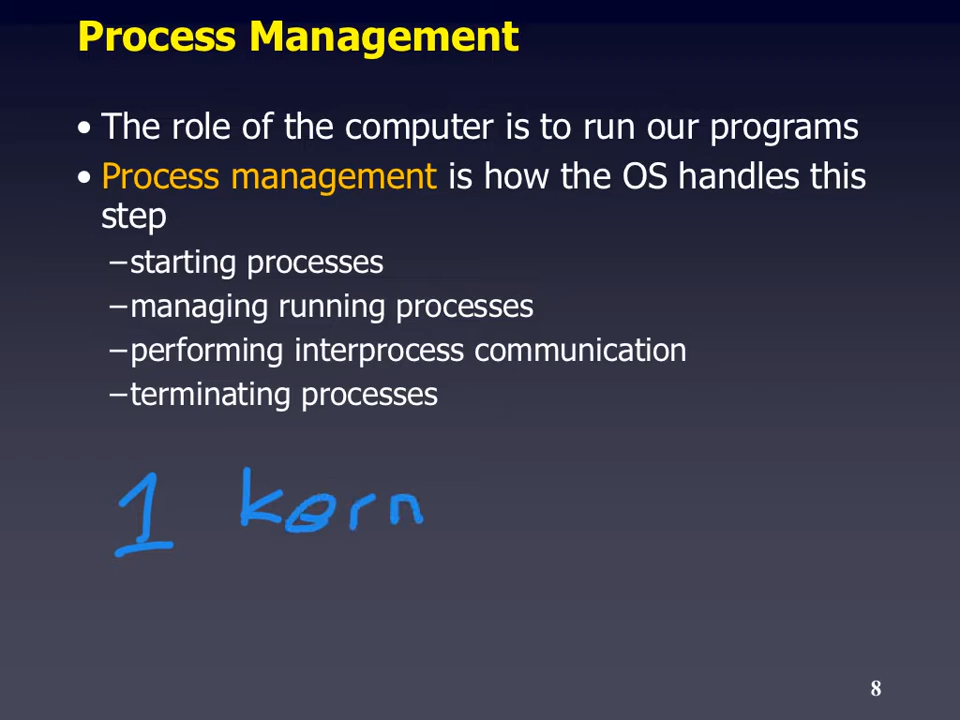 Process Management
• The role of the computer is to run our programs
• Process management is how the OS handles this
step
–starting processes
–managing running processes
–performing interprocess communication
–terminating processes
1 kern
8